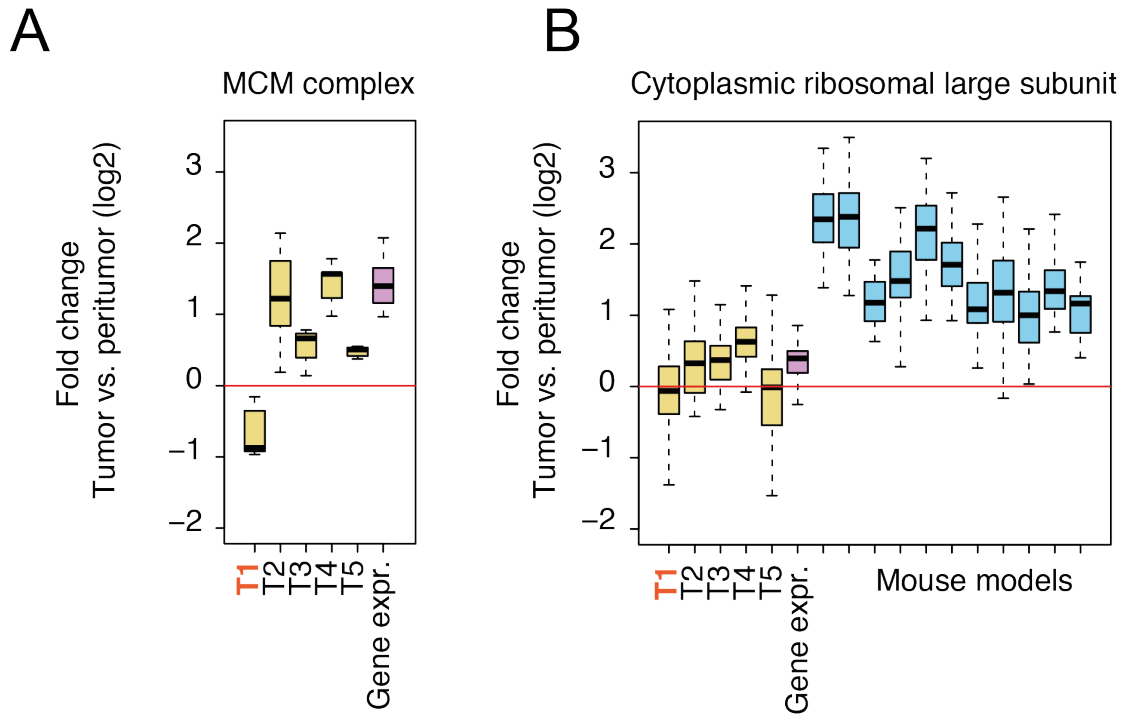 A
MCM complex
Fold change
Tumor vs. peritumor (log2)
3
2
1
0
−1
−2
T1
T2
T3
T4
T5
Gene expr.
B
Cytoplasmic ribosomal large subunit
Fold change
Tumor vs. peritumor (log2)
3
2
1
0
−1
−2
T1
T2
T3
T4
T5
Gene expr.
Mouse models